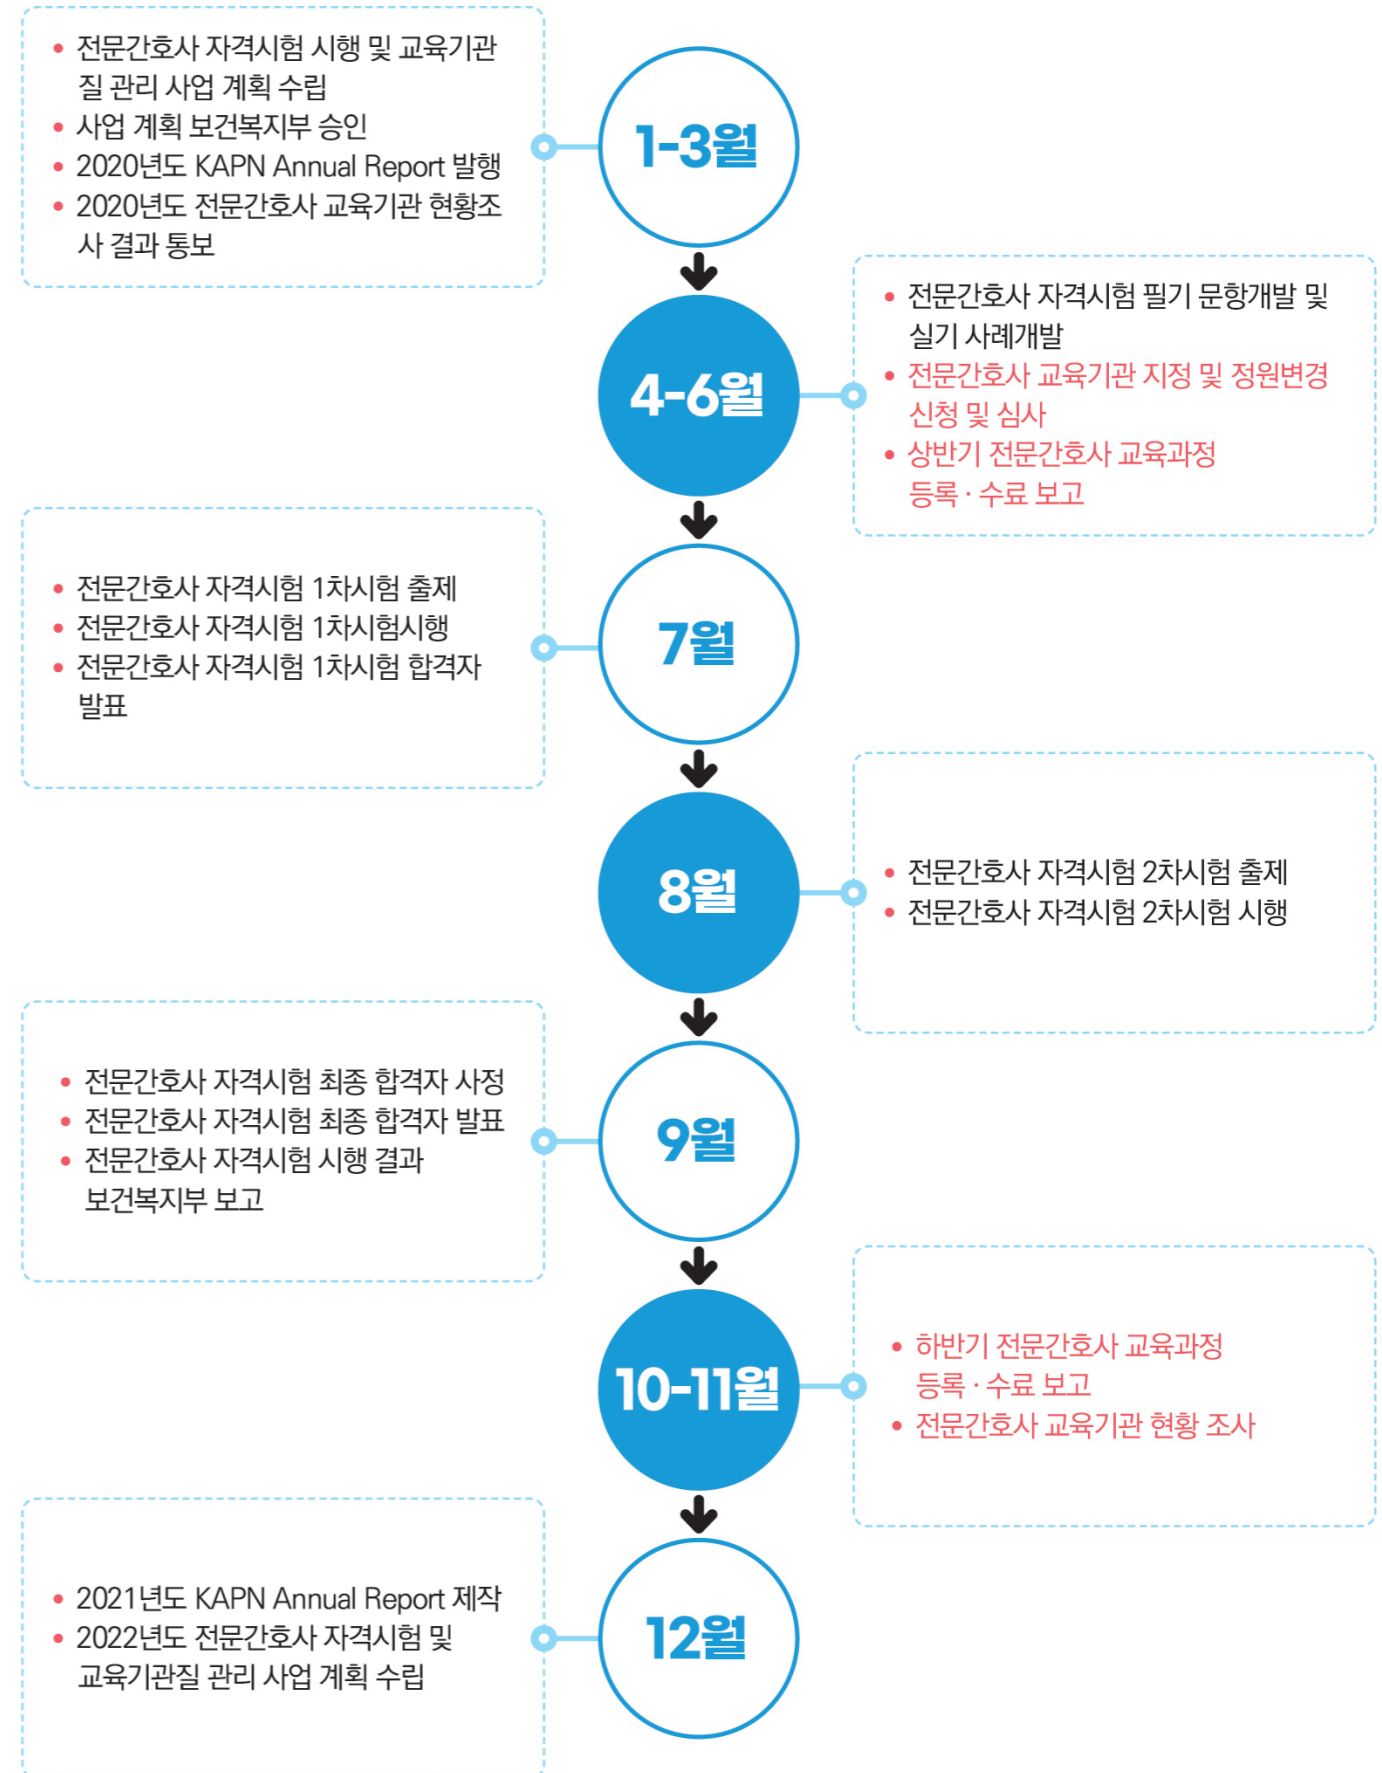 • 전문간호사 자격시험 시행 및 교육기관
질 관리 사업 계획 수립
• 사업 계획 보건복지부 승인
• 2020년도 KAPN Annual Report 발행
• 2020년도 전문간호사 교육기관 현황조
사 결과 통보
1-3월
4-6월
• 전문간호사 자격시험 필기 문항개발 및
실기 사례개발
• 전문간호사 교육기관 지정 및 정원변경
신청 및 심사
• 상반기 전문간호사 교육과정
등록 · 수료 보고
• 전문간호사 자격시험 1차시험 출제
• 전문간호사 자격시험 1차시험시행
• 전문간호사 자격시험 1차시험 합격자
발표
7월
8월
• 전문간호사 자격시험 2차시험 출제
• 전문간호사 자격시험 2차시험 시행
• 전문간호사 자격시험 최종 합격자 사정
• 전문간호사 자격시험 최종 합격자 발표
• 전문간호사 자격시험 시행 결과
보건복지부 보고
9월
10-11월
• 하반기 전문간호사 교육과정
등록 · 수료 보고
• 전문간호사 교육기관 현황 조사
• 2021년도 KAPN Annual Report 제작
• 2022년도 전문간호사 자격시험 및
교육기관질 관리 사업 계획 수립
12월